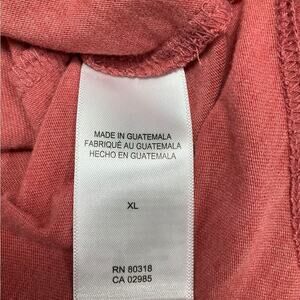 MADE IN GUATEMALA
FABRIQUÉ AU GUATEMALA
HECHO EN GUATEMALA
XL
RN 80318
CA 02985